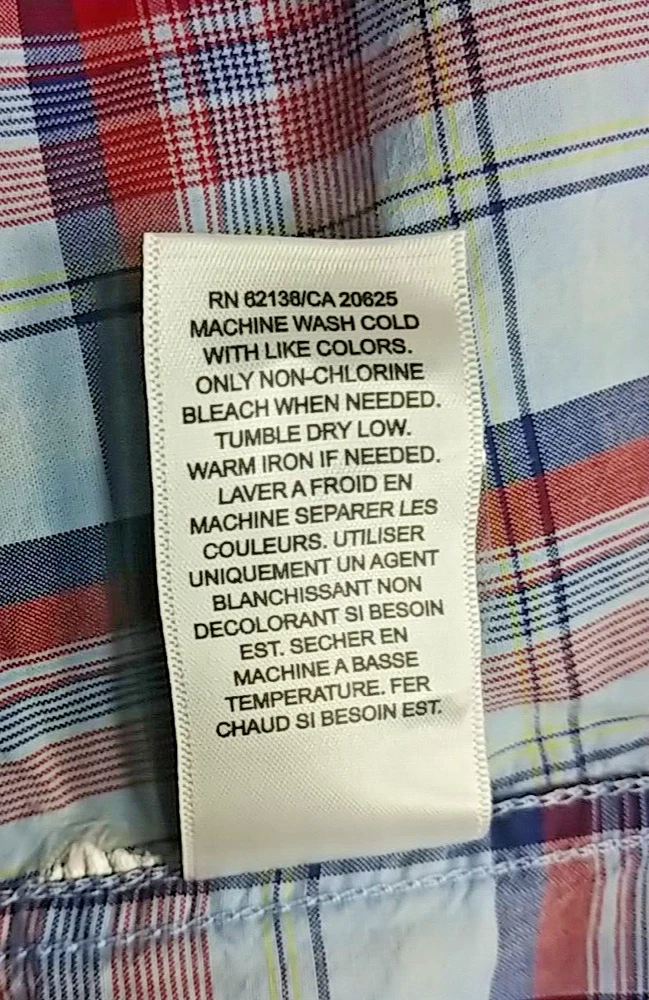 RN 62136/CA 20625
MACHINE WASH COLD
WITH LIKE COLORS.
ONLY NON-CHLORINE
BLEACH WHEN NEEDED.
TUMBLE DRY LOW.
WARM IRON IF NEEDED.
LAVER A FROID EN
MACHINE SEPARER LES
COULEURS. UTILISER
UNIQUEMENT UN AGENT
BLANCHISSANT NON
DECOLORANT SI BESOIN
EST. SECHER EN
MACHINE A BASSE
TEMPERATURE. FER
CHAUD SI BESOIN EST.